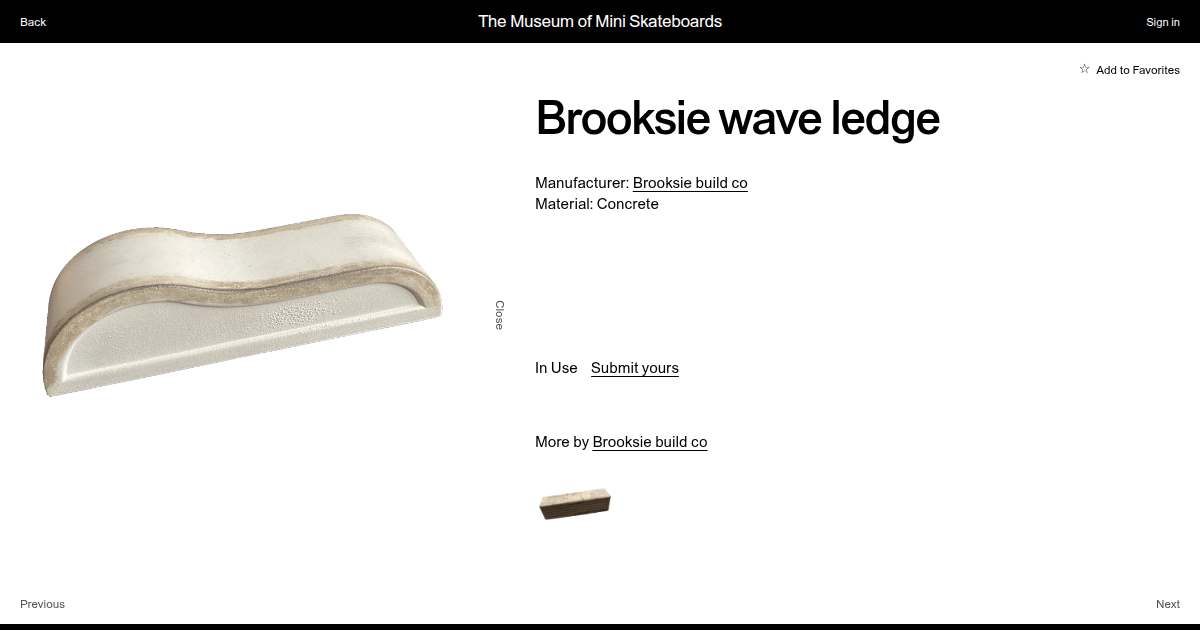 Back
The Museum of Mini Skateboards
Sign in
☆ Add to Favorites
Brooksie wave ledge
Manufacturer: Brooksie build co
Material: Concrete
Close
In Use Submit yours
More by Brooksie build co
Previous
Next